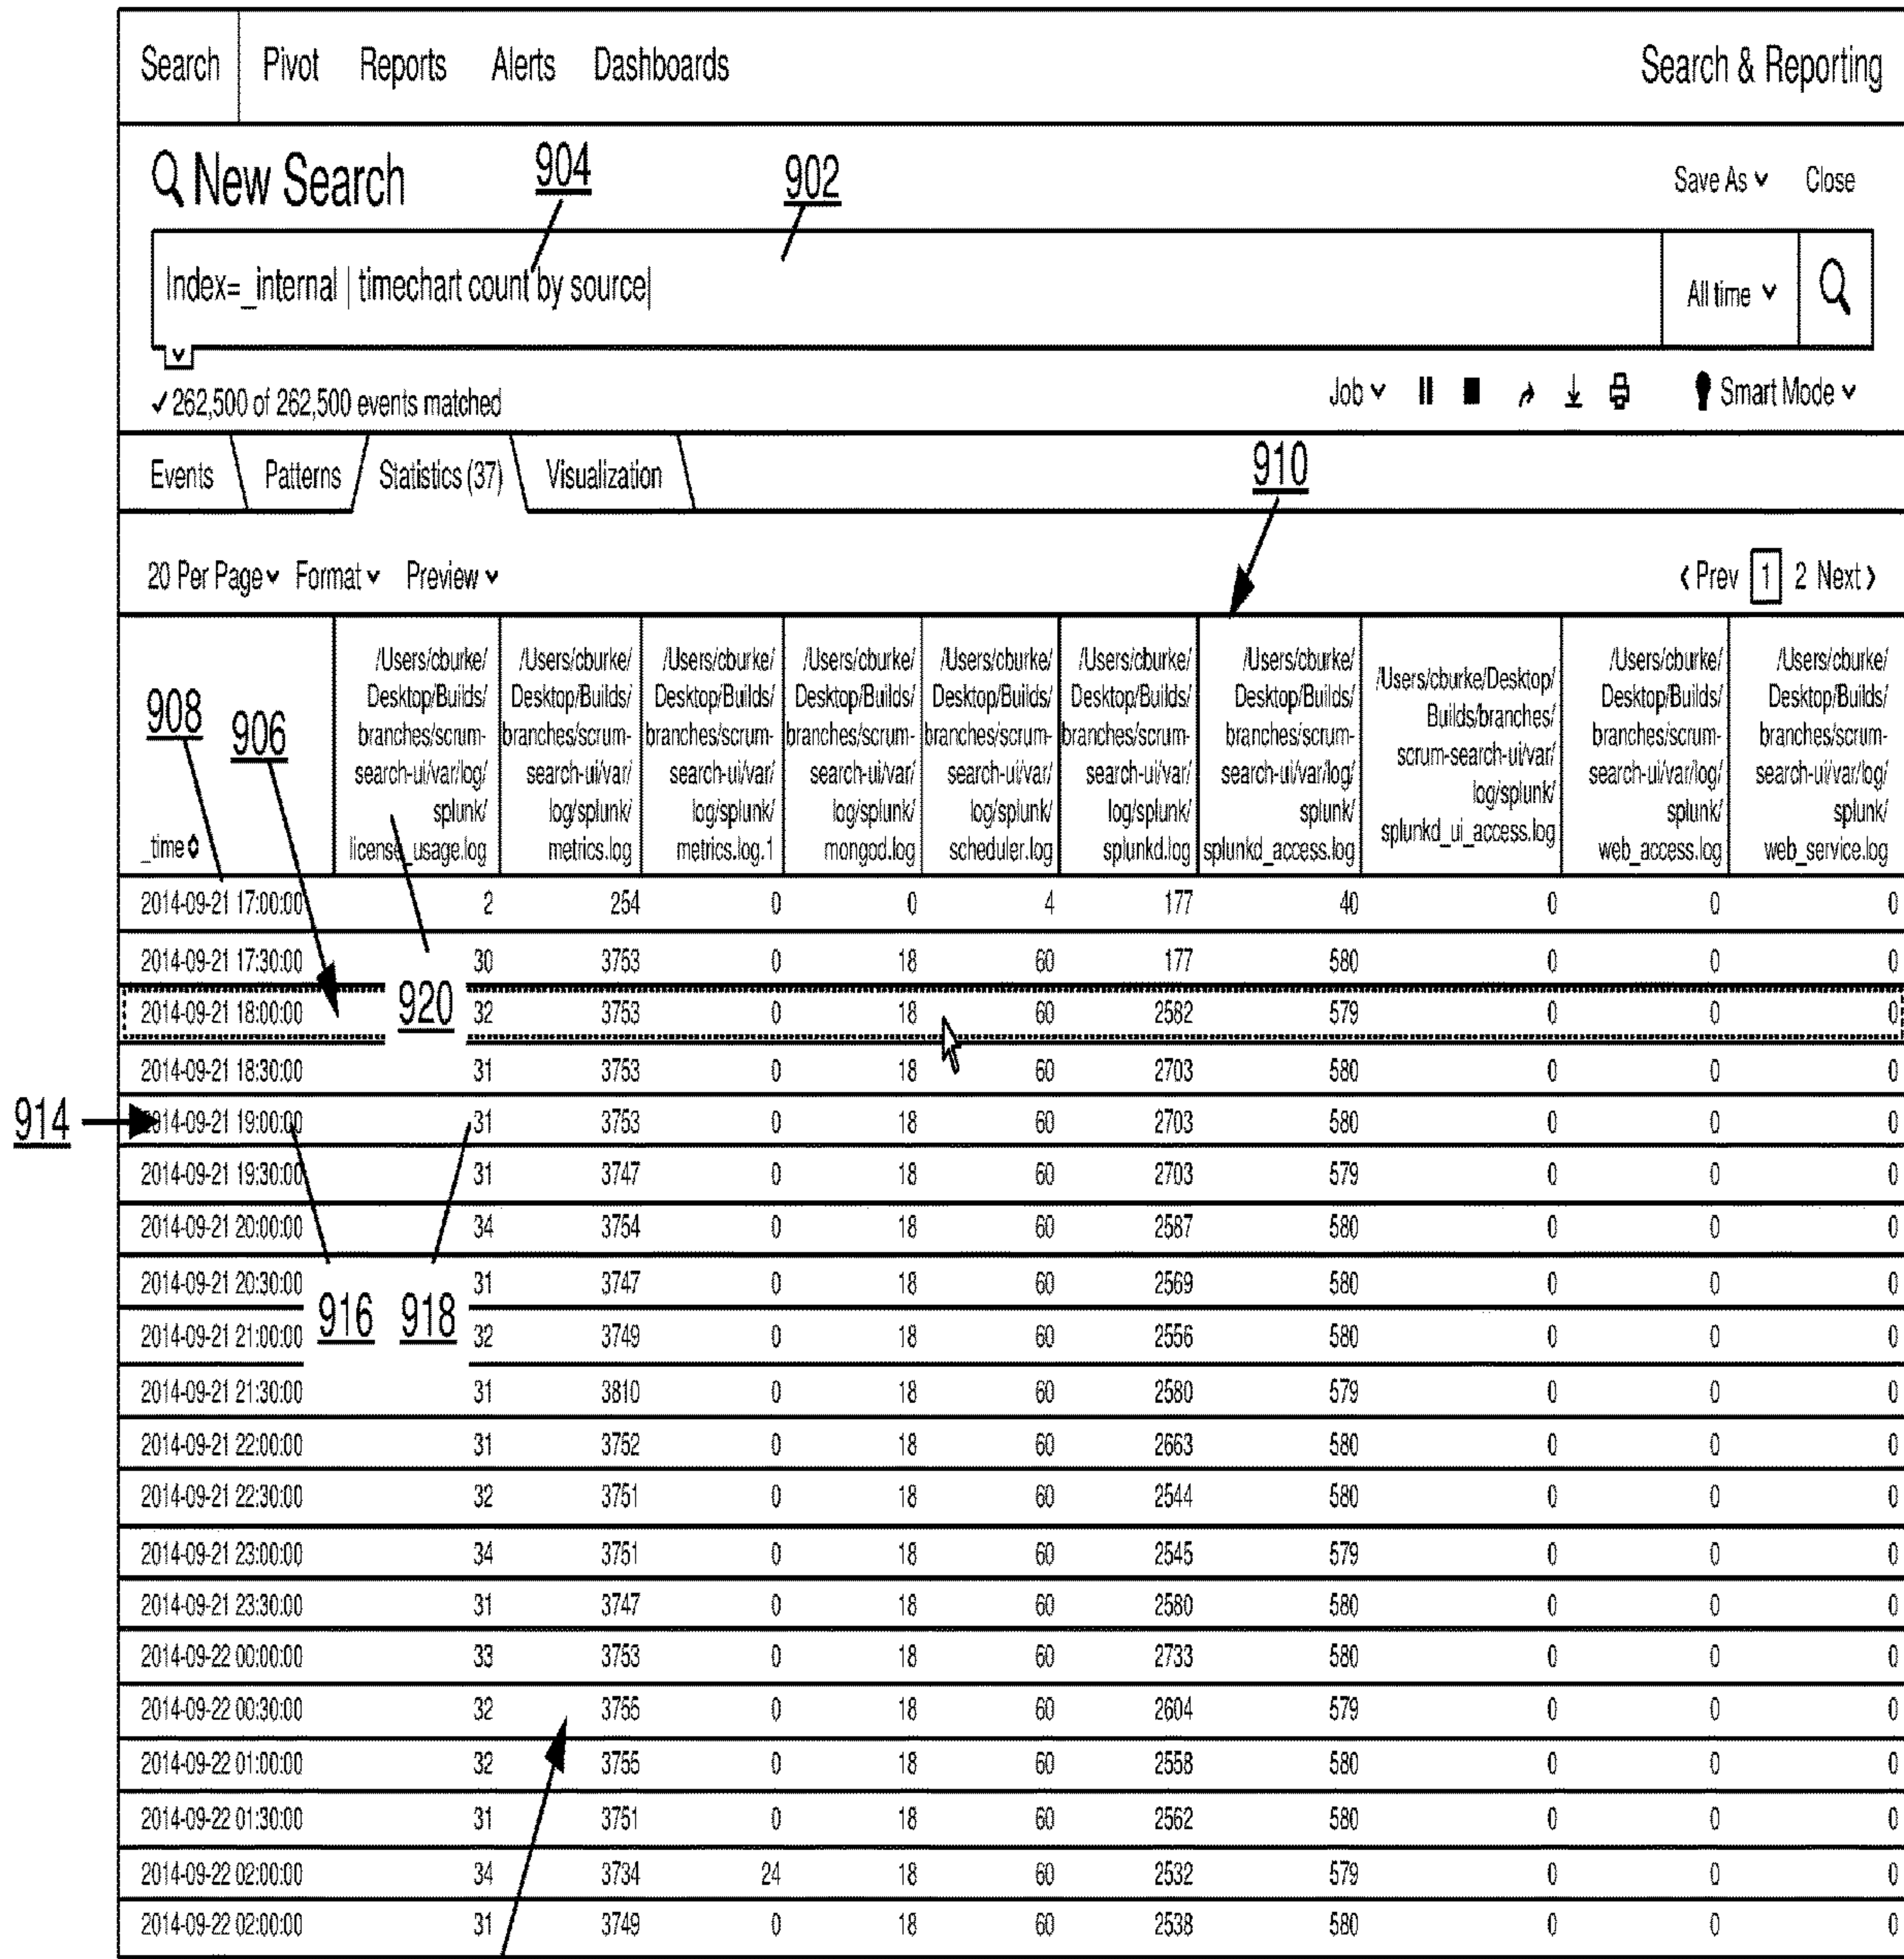 Search Pivot Reports Alerts Dashboards Search & Reporting
New Search 904 902 Save As Close
Index=_internal | timechart count by source| All time
✓262,500 of 262,500 events matched Job Smart Mode
Events Patterns Statistics (37) Visualization 910
20 Per Page Format Preview < Prev 1 2 Next >
908 906
_time
/Users/cburke/
Desktop/Builds/
branches/scrum-
search-ui/var/log/
splunk/
license_usage.log
/Users/cburke/
Desktop/Builds/
branches/scrum-
search-ui/var/
log/splunk/
metrics.log
/Users/cburke/
Desktop/Builds/
branches/scrum-
search-ui/var/
log/splunk/
metrics.log.1
/Users/cburke/
Desktop/Builds/
branches/scrum-
search-ui/var/
log/splunk/
mongod.log
/Users/cburke/
Desktop/Builds/
branches/scrum-
search-ui/var/
log/splunk/
scheduler.log
/Users/cburke/
Desktop/Builds/
branches/scrum-
search-ui/var/
log/splunk/
splunkd.log
/Users/cburke/
Desktop/Builds/
branches/scrum-
search-ui/var/log/
splunk/
splunkd_access.log
/Users/cburke/Desktop/
Builds/branches/
scrum-search-ui/var/
log/splunk/
splunkd_ui_access.log
/Users/cburke/
Desktop/Builds/
branches/scrum-
search-ui/var/log/
splunk/
web_access.log
/Users/cburke/
Desktop/Builds/
branches/scrum-
search-ui/var/log/
splunk/
web_service.log
2014-09-21 17:00:00 2 254 0 0 4 177 40 0 0 0
2014-09-21 17:30:00 30 3753 0 18 60 177 580 0 0 0
2014-09-21 18:00:00 920 32 3753 0 18 60 2582 579 0 0 0
2014-09-21 18:30:00 31 3753 0 18 60 2703 580 0 0 0
914 2014-09-21 19:00:00 31 3753 0 18 60 2703 580 0 0 0
2014-09-21 19:30:00 31 3747 0 18 60 2703 579 0 0 0
2014-09-21 20:00:00 34 3754 0 18 60 2587 580 0 0 0
2014-09-21 20:30:00 31 3747 0 18 60 2569 580 0 0 0
916 918
2014-09-21 21:00:00 32 3749 0 18 60 2556 580 0 0 0
2014-09-21 21:30:00 31 3810 0 18 60 2580 579 0 0 0
2014-09-21 22:00:00 31 3752 0 18 60 2663 580 0 0 0
2014-09-21 22:30:00 32 3751 0 18 60 2544 580 0 0 0
2014-09-21 23:00:00 34 3751 0 18 60 2545 579 0 0 0
2014-09-21 23:30:00 31 3747 0 18 60 2580 580 0 0 0
2014-09-22 00:00:00 33 3753 0 18 60 2733 580 0 0 0
2014-09-22 00:30:00 32 3755 0 18 60 2604 579 0 0 0
2014-09-22 01:00:00 32 3755 0 18 60 2558 580 0 0 0
2014-09-22 01:30:00 31 3751 0 18 60 2562 580 0 0 0
2014-09-22 02:00:00 34 3734 24 18 60 2532 579 0 0 0
2014-09-22 02:00:00 31 3749 0 18 60 2538 580 0 0 0